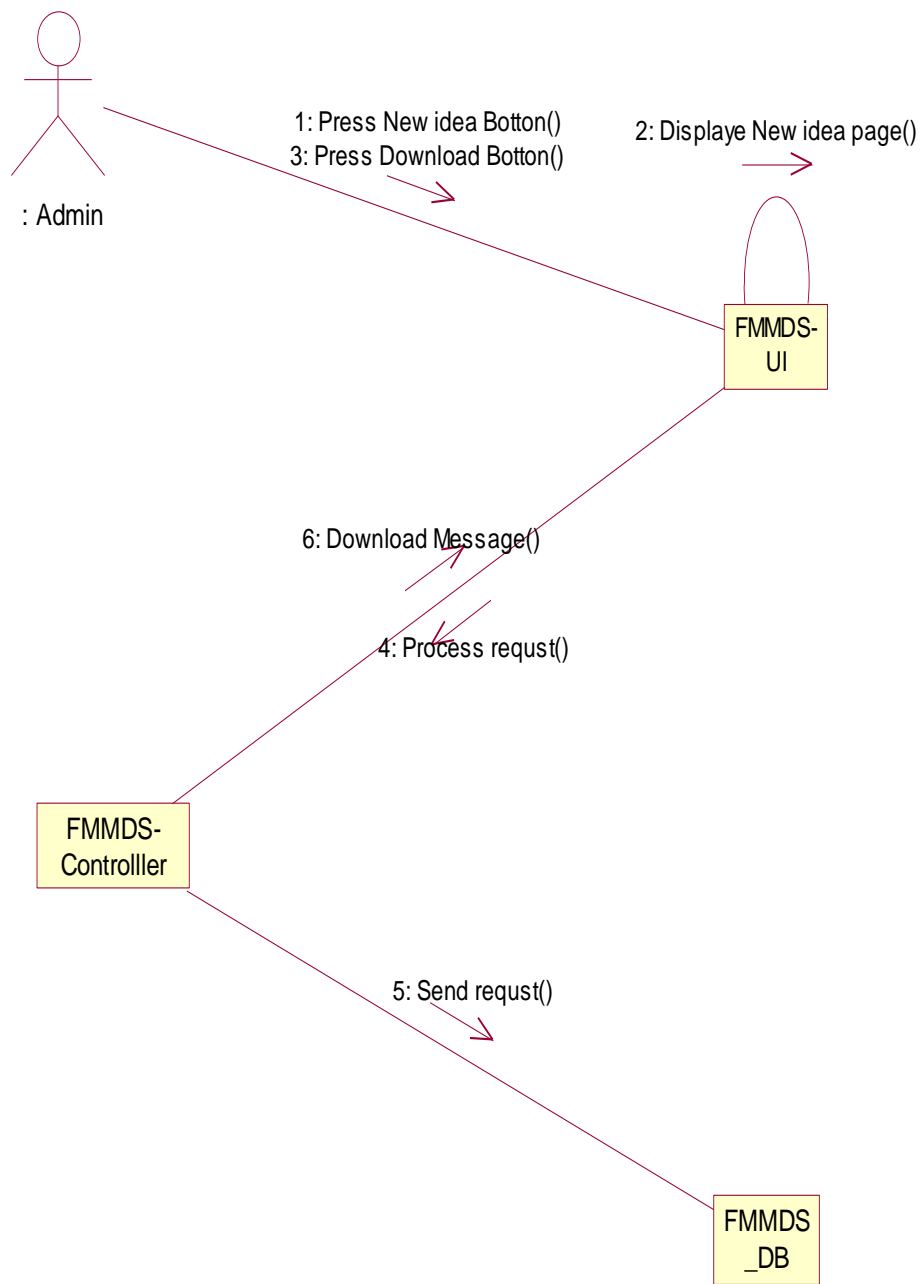 1: Press New idea Botton()
3: Press Download Botton()
2: Displaye New idea page()
: Admin
FMMDS-
UI
6: Download Message()
4: Process requst()
FMMDS-
Controlller
5: Send requst()
FMMDS
_DB